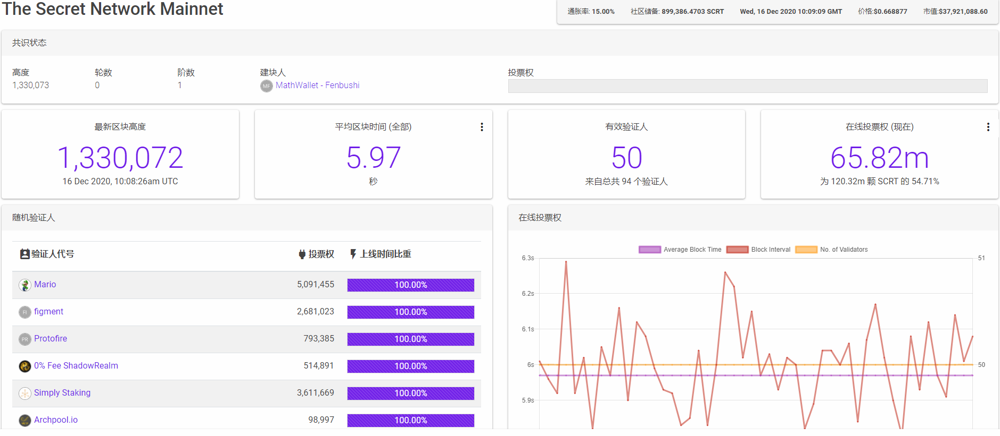 The Secret Network Mainnet
通胀率: 15.00% 社区储备: 899,386.4703 SCRT Wed, 16 Dec 2020 10:09:09 GMT 价格:$0.668877 市值:$37,921,088.60
共识状态
高度 轮数 阶数 建块人 投票权
1,330,073 0 1 MF MathWallet - Fenbushi
最新区块高度
1,330,072
16 Dec 2020, 10:08:26am UTC
平均区块时间 (全部)
5.97
秒
有效验证人
50
来自总共 94 个验证人
在线投票权 (现在)
65.82m
为 120.32m 颗 SCRT 的 54.71%
随机验证人
验证人代号 投票权 上线时间比重
Mario 5,091,455 100.00%
FI figment 2,681,023 100.00%
PR Protofire 793,385 100.00%
0% Fee ShadowRealm 514,891 100.00%
Simply Staking 3,611,669 100.00%
Archpool.io 98,997 100.00%
在线投票权
Average Block Time Block Interval No. of Validators
6.3s 51
6.2s
6.1s
6s 50
5.9s